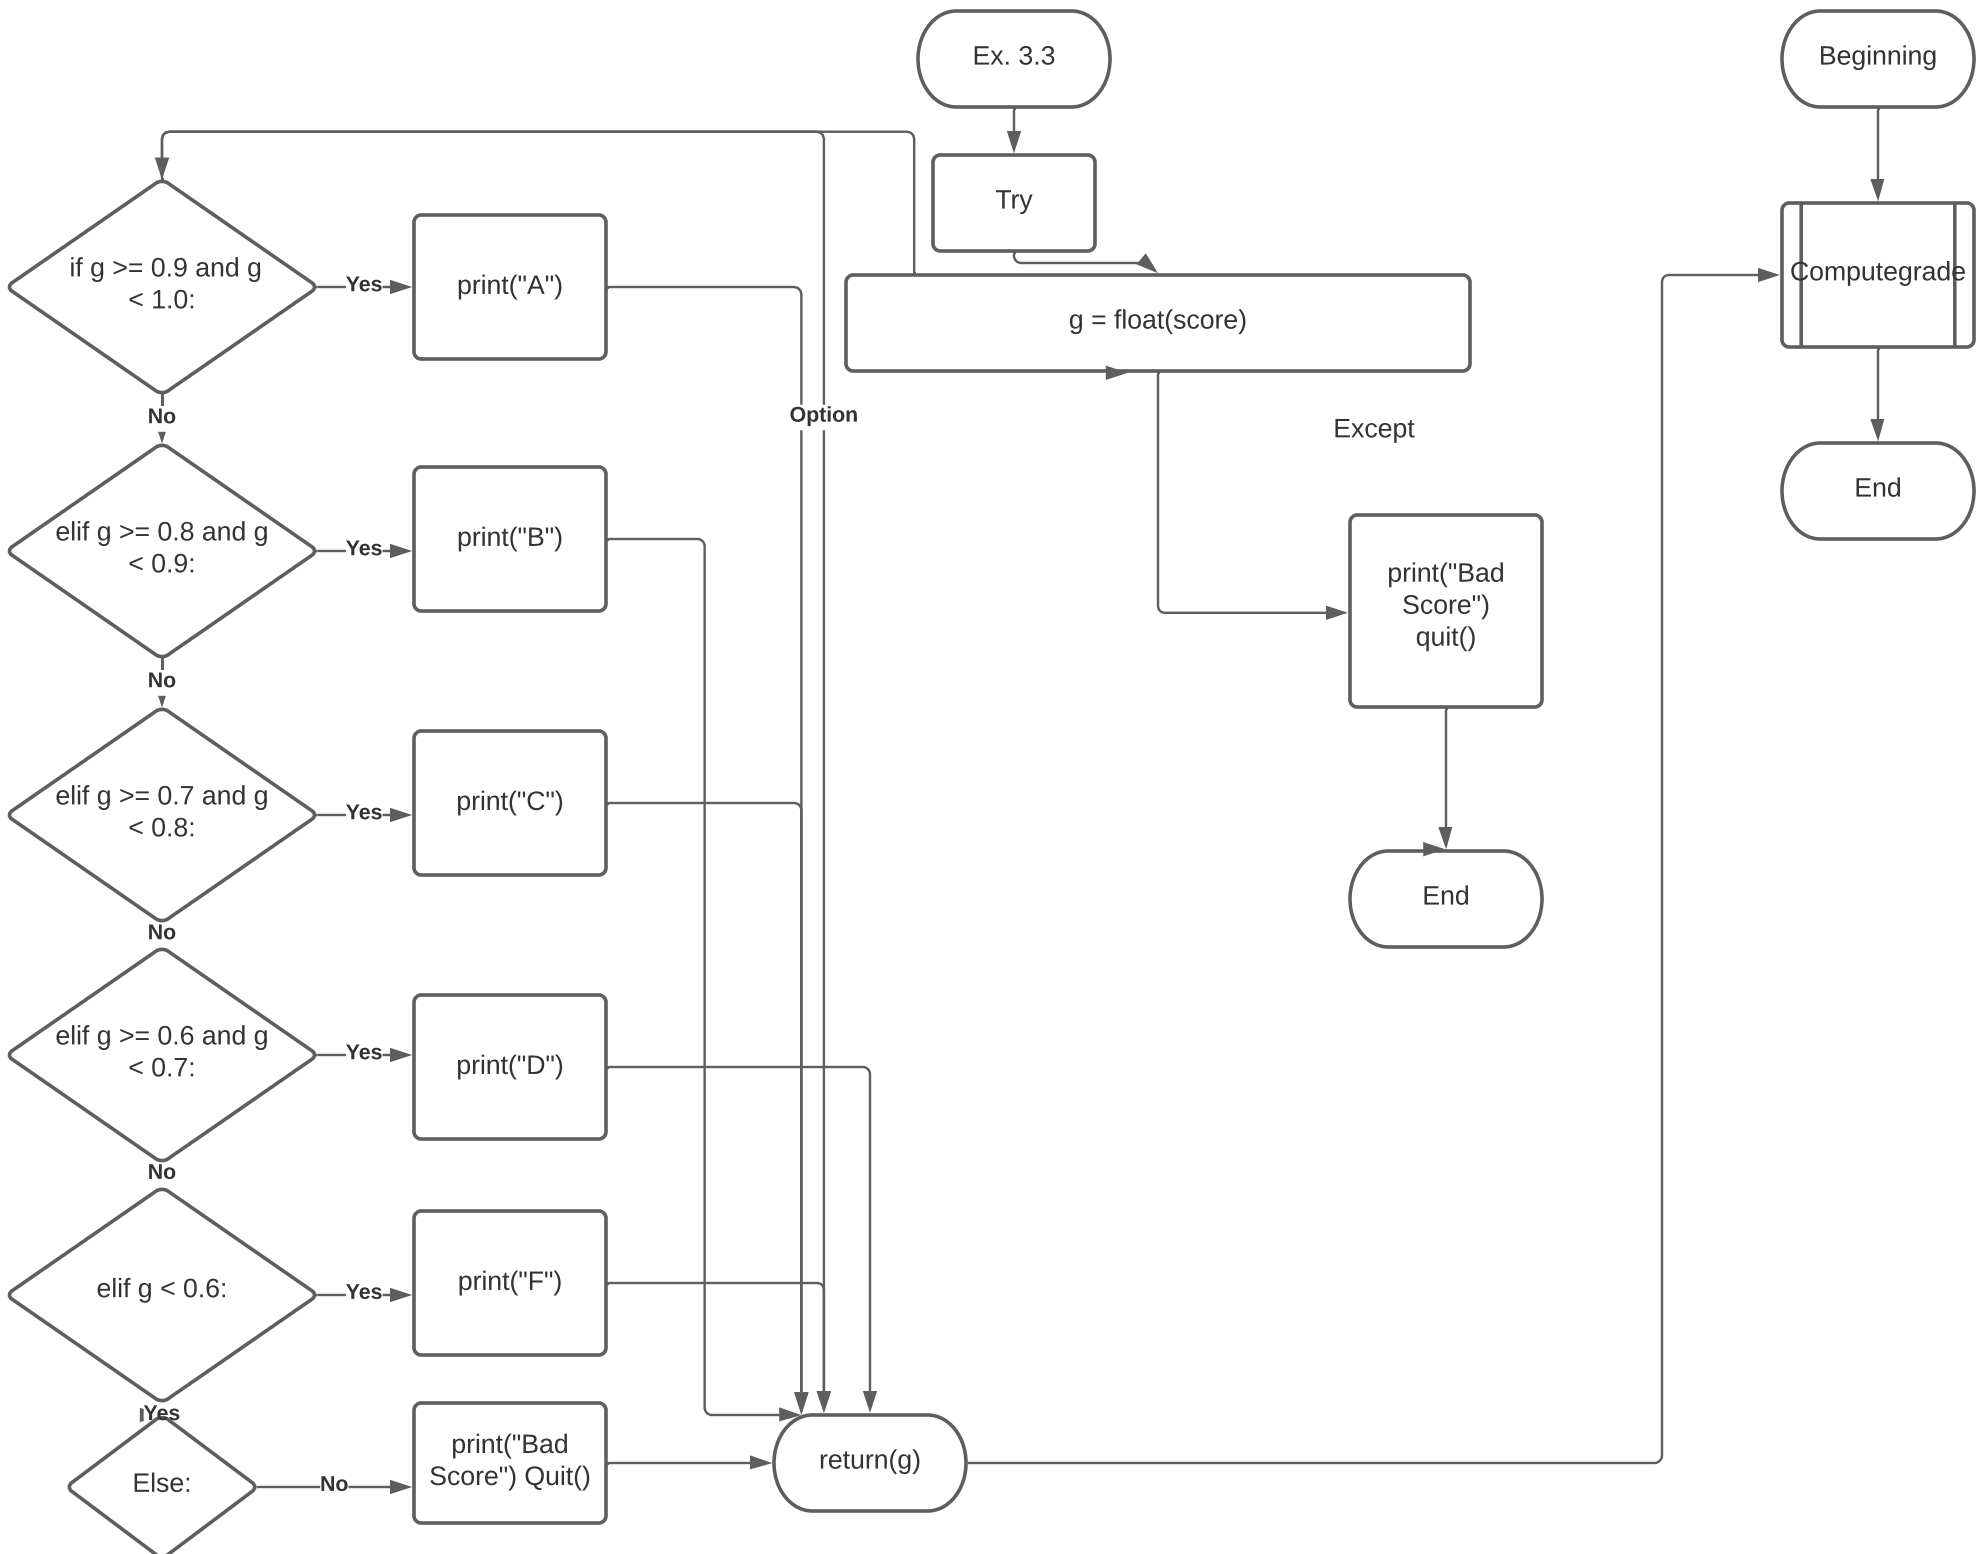 Ex. 3.3
Beginning
Try
if g >= 0.9 and g
< 1.0:
Yes
print("A")
g = float(score)
Computegrade
No
Option
Except
elif g >= 0.8 and g
< 0.9:
Yes
print("B")
End
print("Bad
Score")
quit()
No
elif g >= 0.7 and g
< 0.8:
Yes
print("C")
End
No
elif g >= 0.6 and g
< 0.7:
Yes
print("D")
No
elif g < 0.6:
Yes
print("F")
Yes
Else:
No
print("Bad
Score") Quit()
return(g)